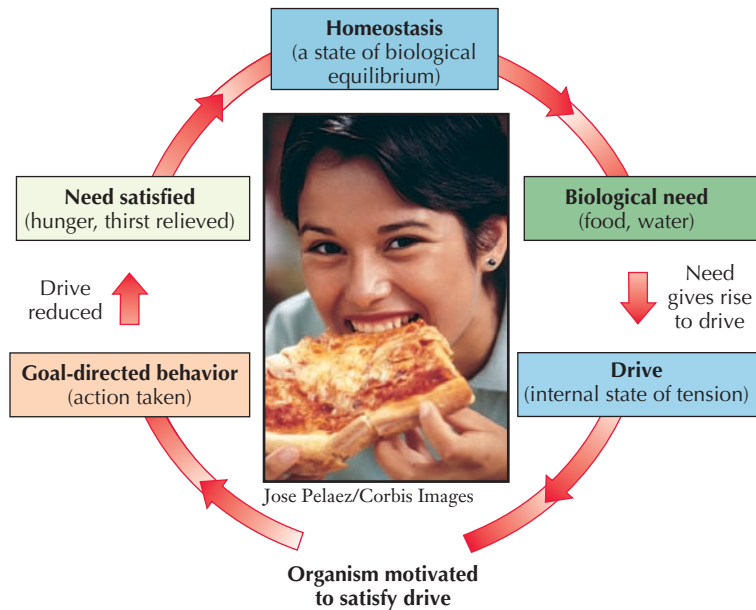 Homeostasis
(a state of biological
equilibrium)
Biological need
(food, water)
Need
gives rise
to drive
Drive
(internal state of tension)
Organism motivated
to satisfy drive
Goal-directed behavior
(action taken)
Drive
reduced
Need satisfied
(hunger, thirst relieved)
Jose Pelaez/Corbis Images